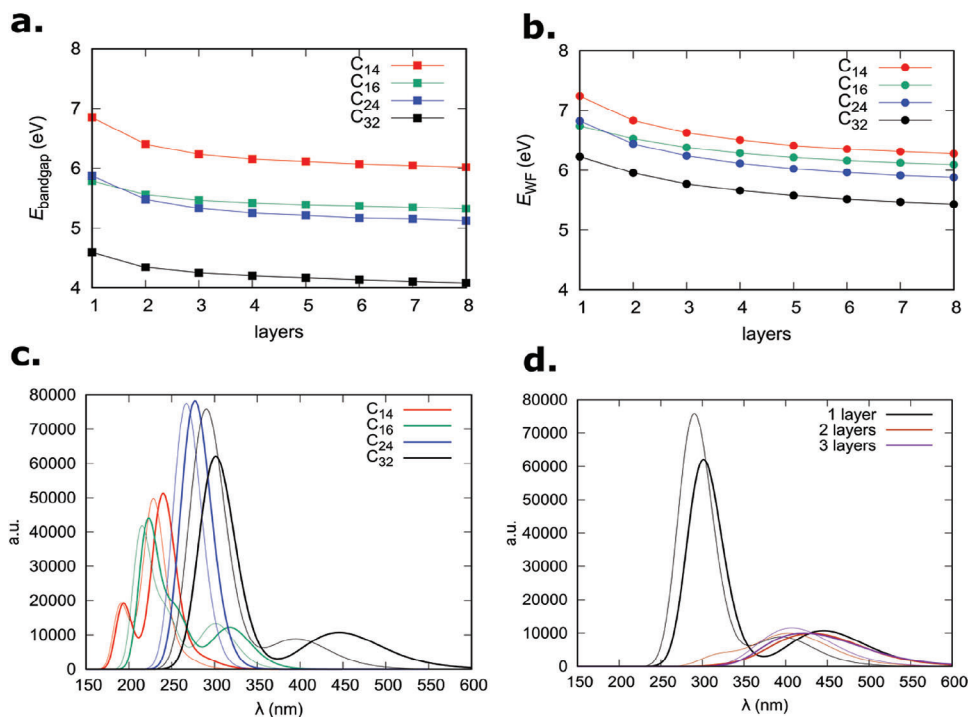 a.
8
7
6
5
4
E_bandgap (eV)
C14
C16
C24
C32
1 2 3 4 5 6 7 8
layers
b.
8
7
6
5
4
E_WF (eV)
C14
C16
C24
C32
1 2 3 4 5 6 7 8
layers
c.
80000
70000
60000
50000
40000
30000
20000
10000
0
a.u.
C14
C16
C24
C32
150 200 250 300 350 400 450 500 550 600
λ (nm)
d.
80000
70000
60000
50000
40000
30000
20000
10000
0
a.u.
1 layer
2 layers
3 layers
150 200 250 300 350 400 450 500 550 600
λ (nm)